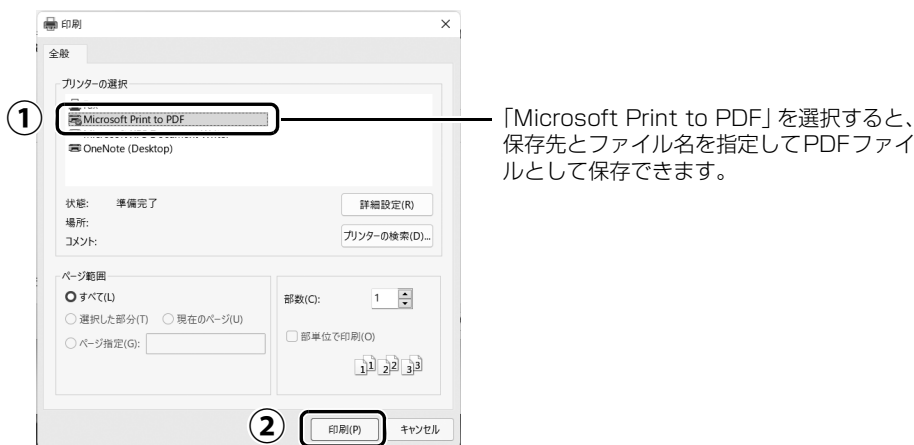 印刷
全般
プリンターの選択
① Microsoft Print to PDF
OneNote (Desktop)
「Microsoft Print to PDF」を選択すると、
保存先とファイル名を指定してPDFファイ
ルとして保存できます。
状態: 準備完了 詳細設定(R)
場所:
コメント: プリンターの検索(D)...
ページ範囲
すべて(L)
選択した部分(T) 現在のページ(U)
ページ指定(G):
部数(C): 1
部単位で印刷(O)
1 1 2 2 3 3
② 印刷(P) キャンセル